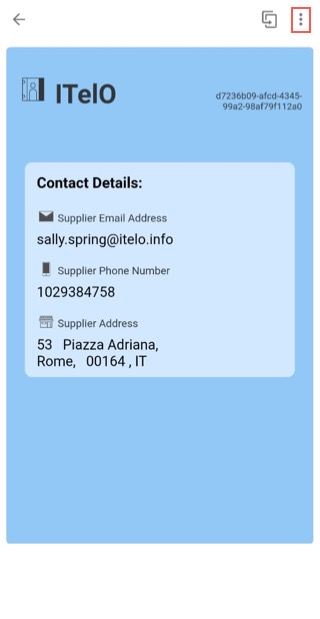 ITelO
d7236b09-afcd-4345-
99a2-98af79f112a0
Contact Details:
Supplier Email Address
sally.spring@itelo.info
Supplier Phone Number
1029384758
Supplier Address
53 Piazza Adriana,
Rome, 00164 , IT